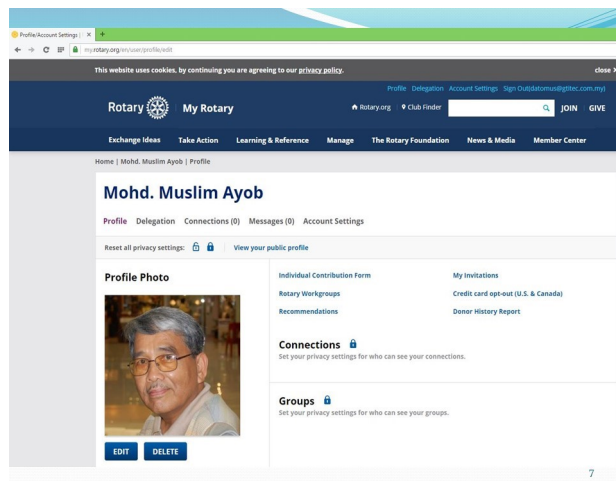 Profile/Account Settings |
my.rotary.org/en/user/profile/edit
This website uses cookies, by continuing you are agreeing to our privacy policy. close X
Profile Delegation Account Settings Sign Out(datomus@gtitec.com.my)
Rotary My Rotary Rotary.org Club Finder JOIN GIVE
Exchange Ideas Take Action Learning & Reference Manage The Rotary Foundation News & Media Member Center
Home | Mohd. Muslim Ayob | Profile
Mohd. Muslim Ayob
Profile Delegation Connections (0) Messages (0) Account Settings
Reset all privacy settings: View your public profile
Profile Photo
Individual Contribution Form My Invitations
Rotary Workgroups Credit card opt-out (U.S. & Canada)
Recommendations Donor History Report
Connections
Set your privacy settings for who can see your connections.
Groups
Set your privacy settings for who can see your groups.
EDIT DELETE
7